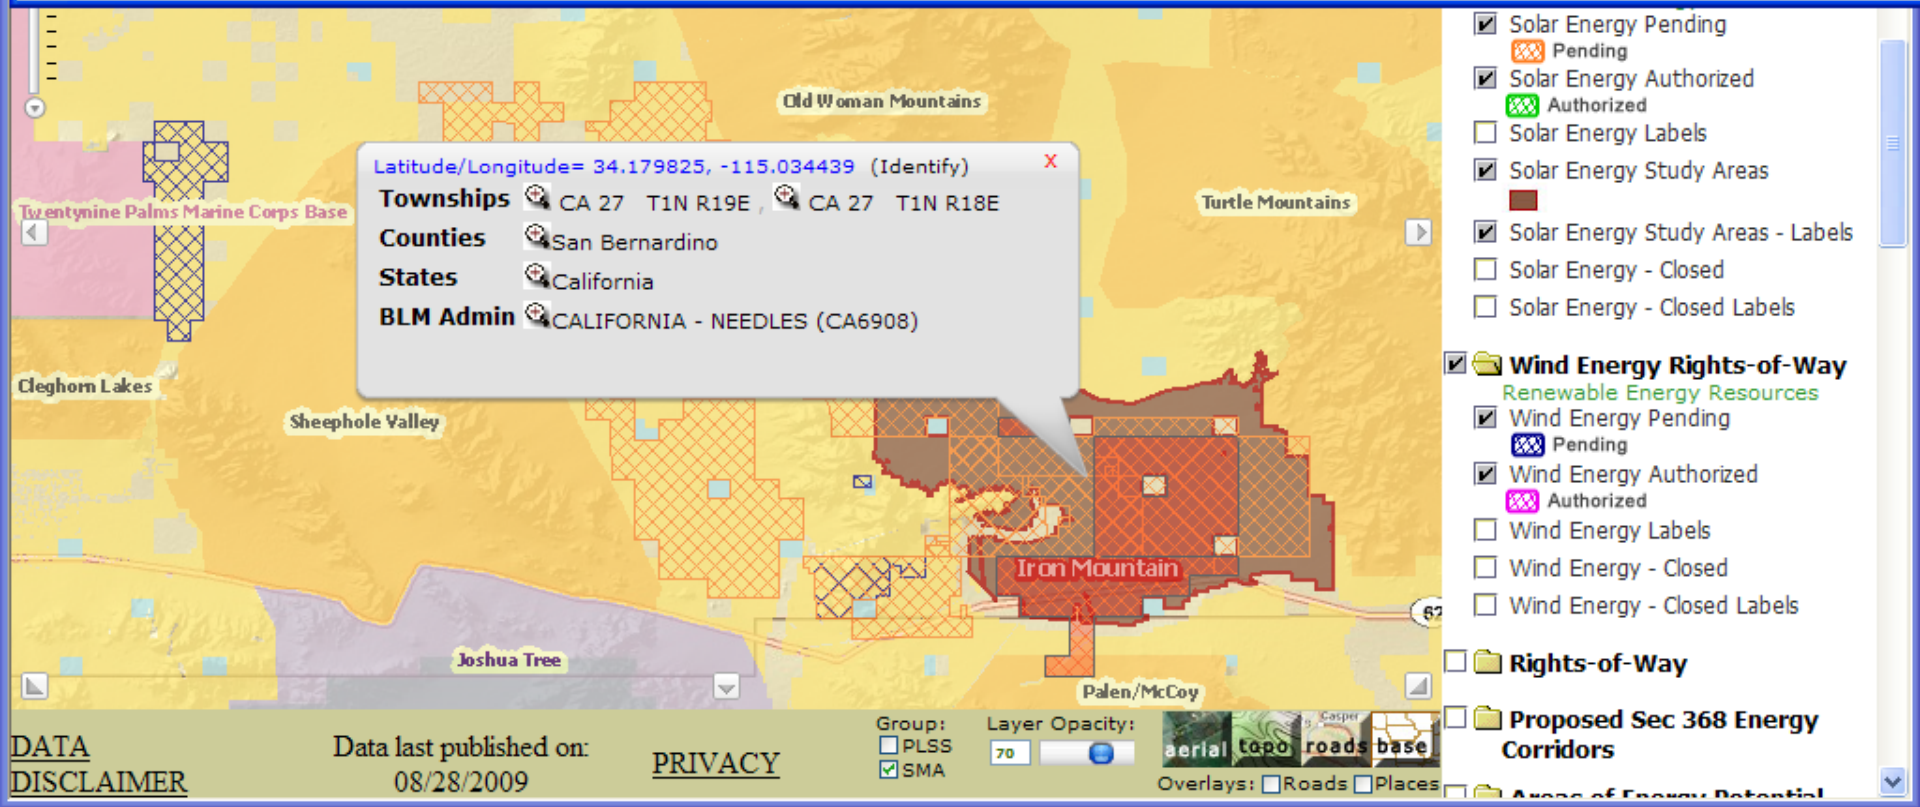 Old Woman Mountains
Twentynine Palms Marine Corps Base
Turtle Mountains
Cleghorn Lakes
Sheephole Valley
Iron Mountain
62
Joshua Tree
Palen/McCoy
Latitude/Longitude= 34.179825, -115.034439 (Identify) X
Townships CA 27 T1N R19E , CA 27 T1N R18E
Counties San Bernardino
States California
BLM Admin CALIFORNIA - NEEDLES (CA6908)
Solar Energy Pending
Pending
Solar Energy Authorized
Authorized
Solar Energy Labels
Solar Energy Study Areas
Solar Energy Study Areas - Labels
Solar Energy - Closed
Solar Energy - Closed Labels
Wind Energy Rights-of-Way
Renewable Energy Resources
Wind Energy Pending
Pending
Wind Energy Authorized
Authorized
Wind Energy Labels
Wind Energy - Closed
Wind Energy - Closed Labels
Rights-of-Way
Proposed Sec 368 Energy
Corridors
Areas of Energy Potential
DATA
DISCLAIMER
Data last published on:
08/28/2009
PRIVACY
Group:
PLSS
SMA
Layer Opacity:
70
Casper
aerial topo roads base
Overlays: Roads Places